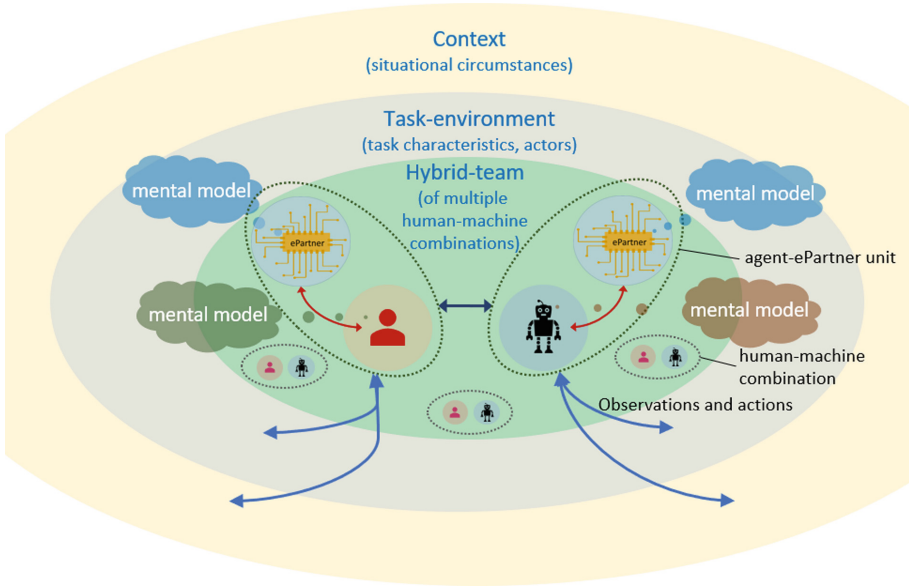 Context
(situational circumstances)
Task-environment
(task characteristics, actors)
Hybrid-team
(of multiple
human-machine
combinations)
mental model
mental model
ePartner
ePartner
agent-ePartner unit
mental model
mental model
human-machine
combination
Observations and actions